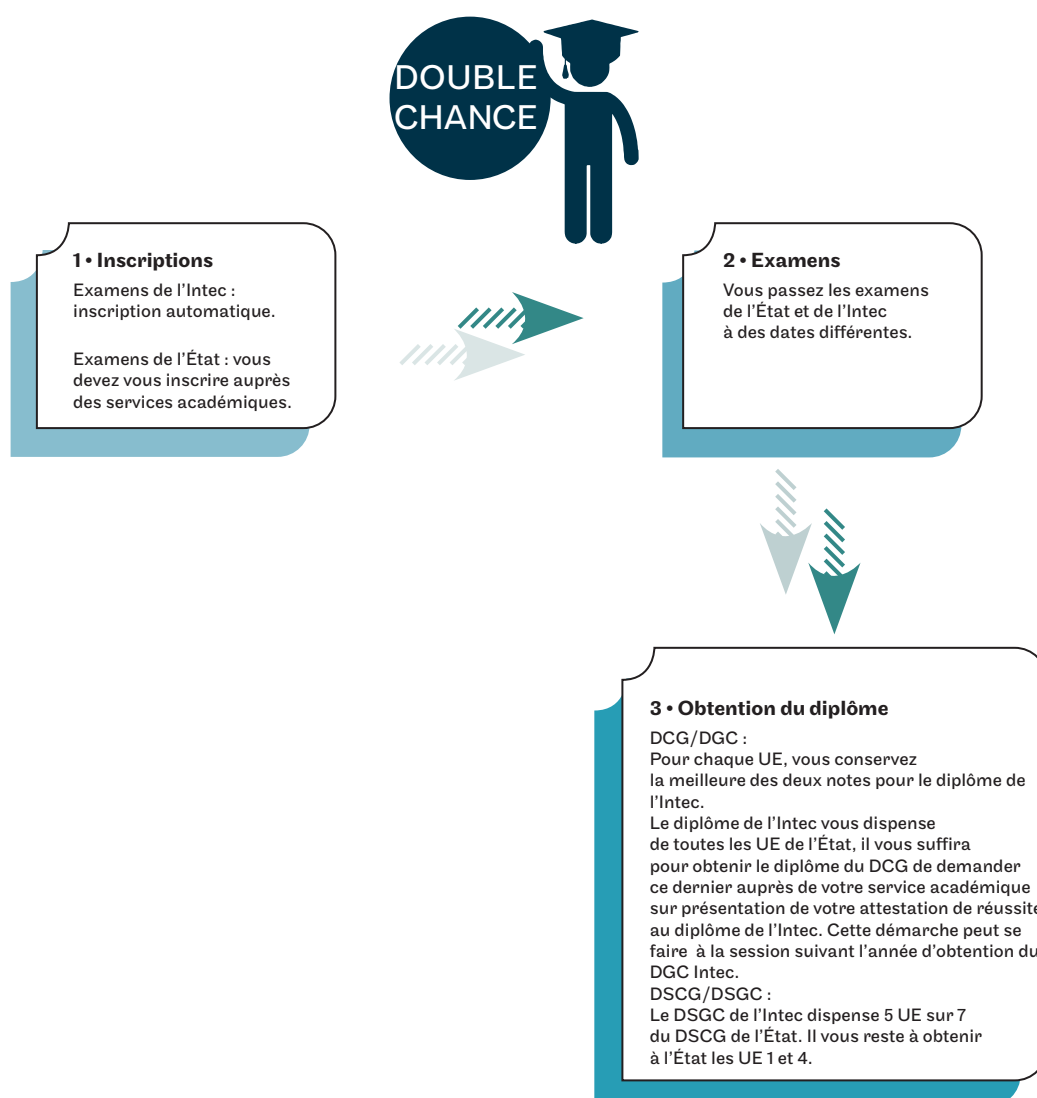 DOUBLE
CHANCE
1 • Inscriptions
Examens de l’Intec :
inscription automatique.
Examens de l’État : vous
devez vous inscrire auprès
des services académiques.
2 • Examens
Vous passez les examens
de l’État et de l’Intec
à des dates différentes.
3 • Obtention du diplôme
DCG/DGC :
Pour chaque UE, vous conservez
la meilleure des deux notes pour le diplôme de
l’Intec.
Le diplôme de l’Intec vous dispense
de toutes les UE de l’État, il vous suffira
pour obtenir le diplôme du DCG de demander
ce dernier auprès de votre service académique
sur présentation de votre attestation de réussite
au diplôme de l’Intec. Cette démarche peut se
faire à la session suivant l’année d’obtention du
DGC Intec.
DSCG/DSGC :
Le DSGC de l’Intec dispense 5 UE sur 7
du DSCG de l’État. Il vous reste à obtenir
à l’État les UE 1 et 4.